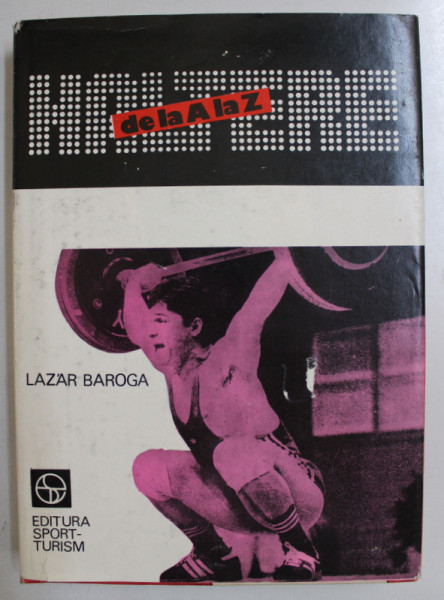 HALTERE
de la A la Z
LAZĂR BAROGA
EDITURA
SPORT-
TURISM